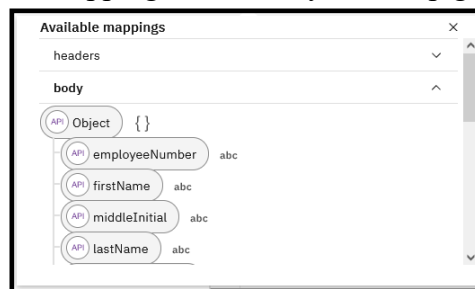 Available mappings ×
headers
body
API Object { }
API employeeNumber abc
API firstName abc
API middleInitial abc
API lastName abc